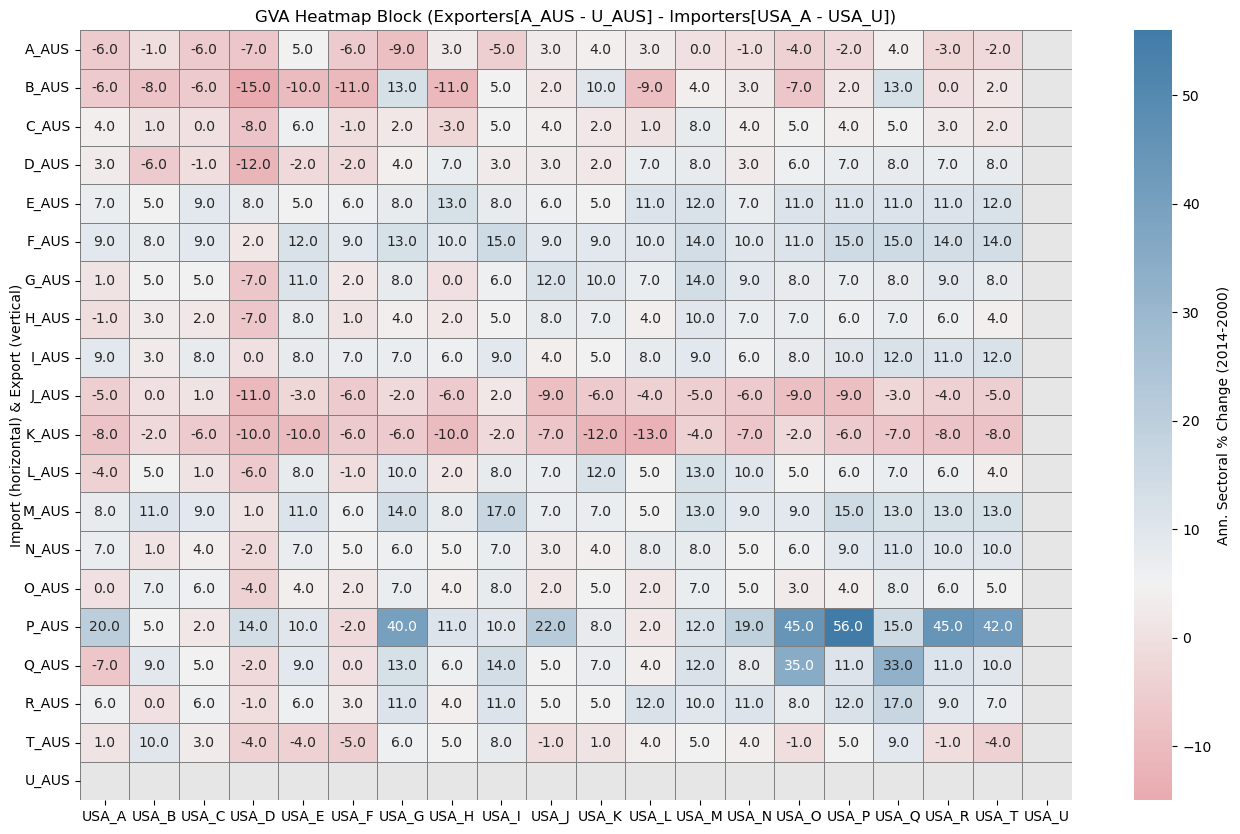 GVA Heatmap Block (Exporters[A_AUS - U_AUS] - Importers[USA_A - USA_U])
Import (horizontal) & Export (vertical)
A_AUS -6.0 -1.0 -6.0 -7.0 5.0 -6.0 -9.0 3.0 -5.0 3.0 4.0 3.0 0.0 -1.0 -4.0 -2.0 4.0 -3.0 -2.0
B_AUS -6.0 -8.0 -6.0 -15.0 -10.0 -11.0 13.0 -11.0 5.0 2.0 10.0 -9.0 4.0 3.0 -7.0 2.0 13.0 0.0 2.0
C_AUS 4.0 1.0 0.0 -8.0 6.0 -1.0 2.0 -3.0 5.0 4.0 2.0 1.0 8.0 4.0 5.0 4.0 5.0 3.0 2.0
D_AUS 3.0 -6.0 -1.0 -12.0 -2.0 -2.0 4.0 7.0 3.0 3.0 2.0 7.0 8.0 3.0 6.0 7.0 8.0 7.0 8.0
E_AUS 7.0 5.0 9.0 8.0 5.0 6.0 8.0 13.0 8.0 6.0 5.0 11.0 12.0 7.0 11.0 11.0 11.0 11.0 12.0
F_AUS 9.0 8.0 9.0 2.0 12.0 9.0 13.0 10.0 15.0 9.0 9.0 10.0 14.0 10.0 11.0 15.0 15.0 14.0 14.0
G_AUS 1.0 5.0 5.0 -7.0 11.0 2.0 8.0 0.0 6.0 12.0 10.0 7.0 14.0 9.0 8.0 7.0 8.0 9.0 8.0
H_AUS -1.0 3.0 2.0 -7.0 8.0 1.0 4.0 2.0 5.0 8.0 7.0 4.0 10.0 7.0 7.0 6.0 7.0 6.0 4.0
I_AUS 9.0 3.0 8.0 0.0 8.0 7.0 7.0 6.0 9.0 4.0 5.0 8.0 9.0 6.0 8.0 10.0 12.0 11.0 12.0
J_AUS -5.0 0.0 1.0 -11.0 -3.0 -6.0 -2.0 -6.0 2.0 -9.0 -6.0 -4.0 -5.0 -6.0 -9.0 -9.0 -3.0 -4.0 -5.0
K_AUS -8.0 -2.0 -6.0 -10.0 -10.0 -6.0 -6.0 -10.0 -2.0 -7.0 -12.0 -13.0 -4.0 -7.0 -2.0 -6.0 -7.0 -8.0 -8.0
L_AUS -4.0 5.0 1.0 -6.0 8.0 -1.0 10.0 2.0 8.0 7.0 12.0 5.0 13.0 10.0 5.0 6.0 7.0 6.0 4.0
M_AUS 8.0 11.0 9.0 1.0 11.0 6.0 14.0 8.0 17.0 7.0 7.0 5.0 13.0 9.0 9.0 15.0 13.0 13.0 13.0
N_AUS 7.0 1.0 4.0 -2.0 7.0 5.0 6.0 5.0 7.0 3.0 4.0 8.0 8.0 5.0 6.0 9.0 11.0 10.0 10.0
O_AUS 0.0 7.0 6.0 -4.0 4.0 2.0 7.0 4.0 8.0 2.0 5.0 2.0 7.0 5.0 3.0 4.0 8.0 6.0 5.0
P_AUS 20.0 5.0 2.0 14.0 10.0 -2.0 40.0 11.0 10.0 22.0 8.0 2.0 12.0 19.0 45.0 56.0 15.0 45.0 42.0
Q_AUS -7.0 9.0 5.0 -2.0 9.0 0.0 13.0 6.0 14.0 5.0 7.0 4.0 12.0 8.0 35.0 11.0 33.0 11.0 10.0
R_AUS 6.0 0.0 6.0 -1.0 6.0 3.0 11.0 4.0 11.0 5.0 5.0 12.0 10.0 11.0 8.0 12.0 17.0 9.0 7.0
T_AUS 1.0 10.0 3.0 -4.0 -4.0 -5.0 6.0 5.0 8.0 -1.0 1.0 4.0 5.0 4.0 -1.0 5.0 9.0 -1.0 -4.0
U_AUS
USA_A USA_B USA_C USA_D USA_E USA_F USA_G USA_H USA_I USA_J USA_K USA_L USA_M USA_N USA_O USA_P USA_Q USA_R USA_T USA_U
50
40
30
20
10
0
−10
Ann. Sectoral % Change (2014-2000)